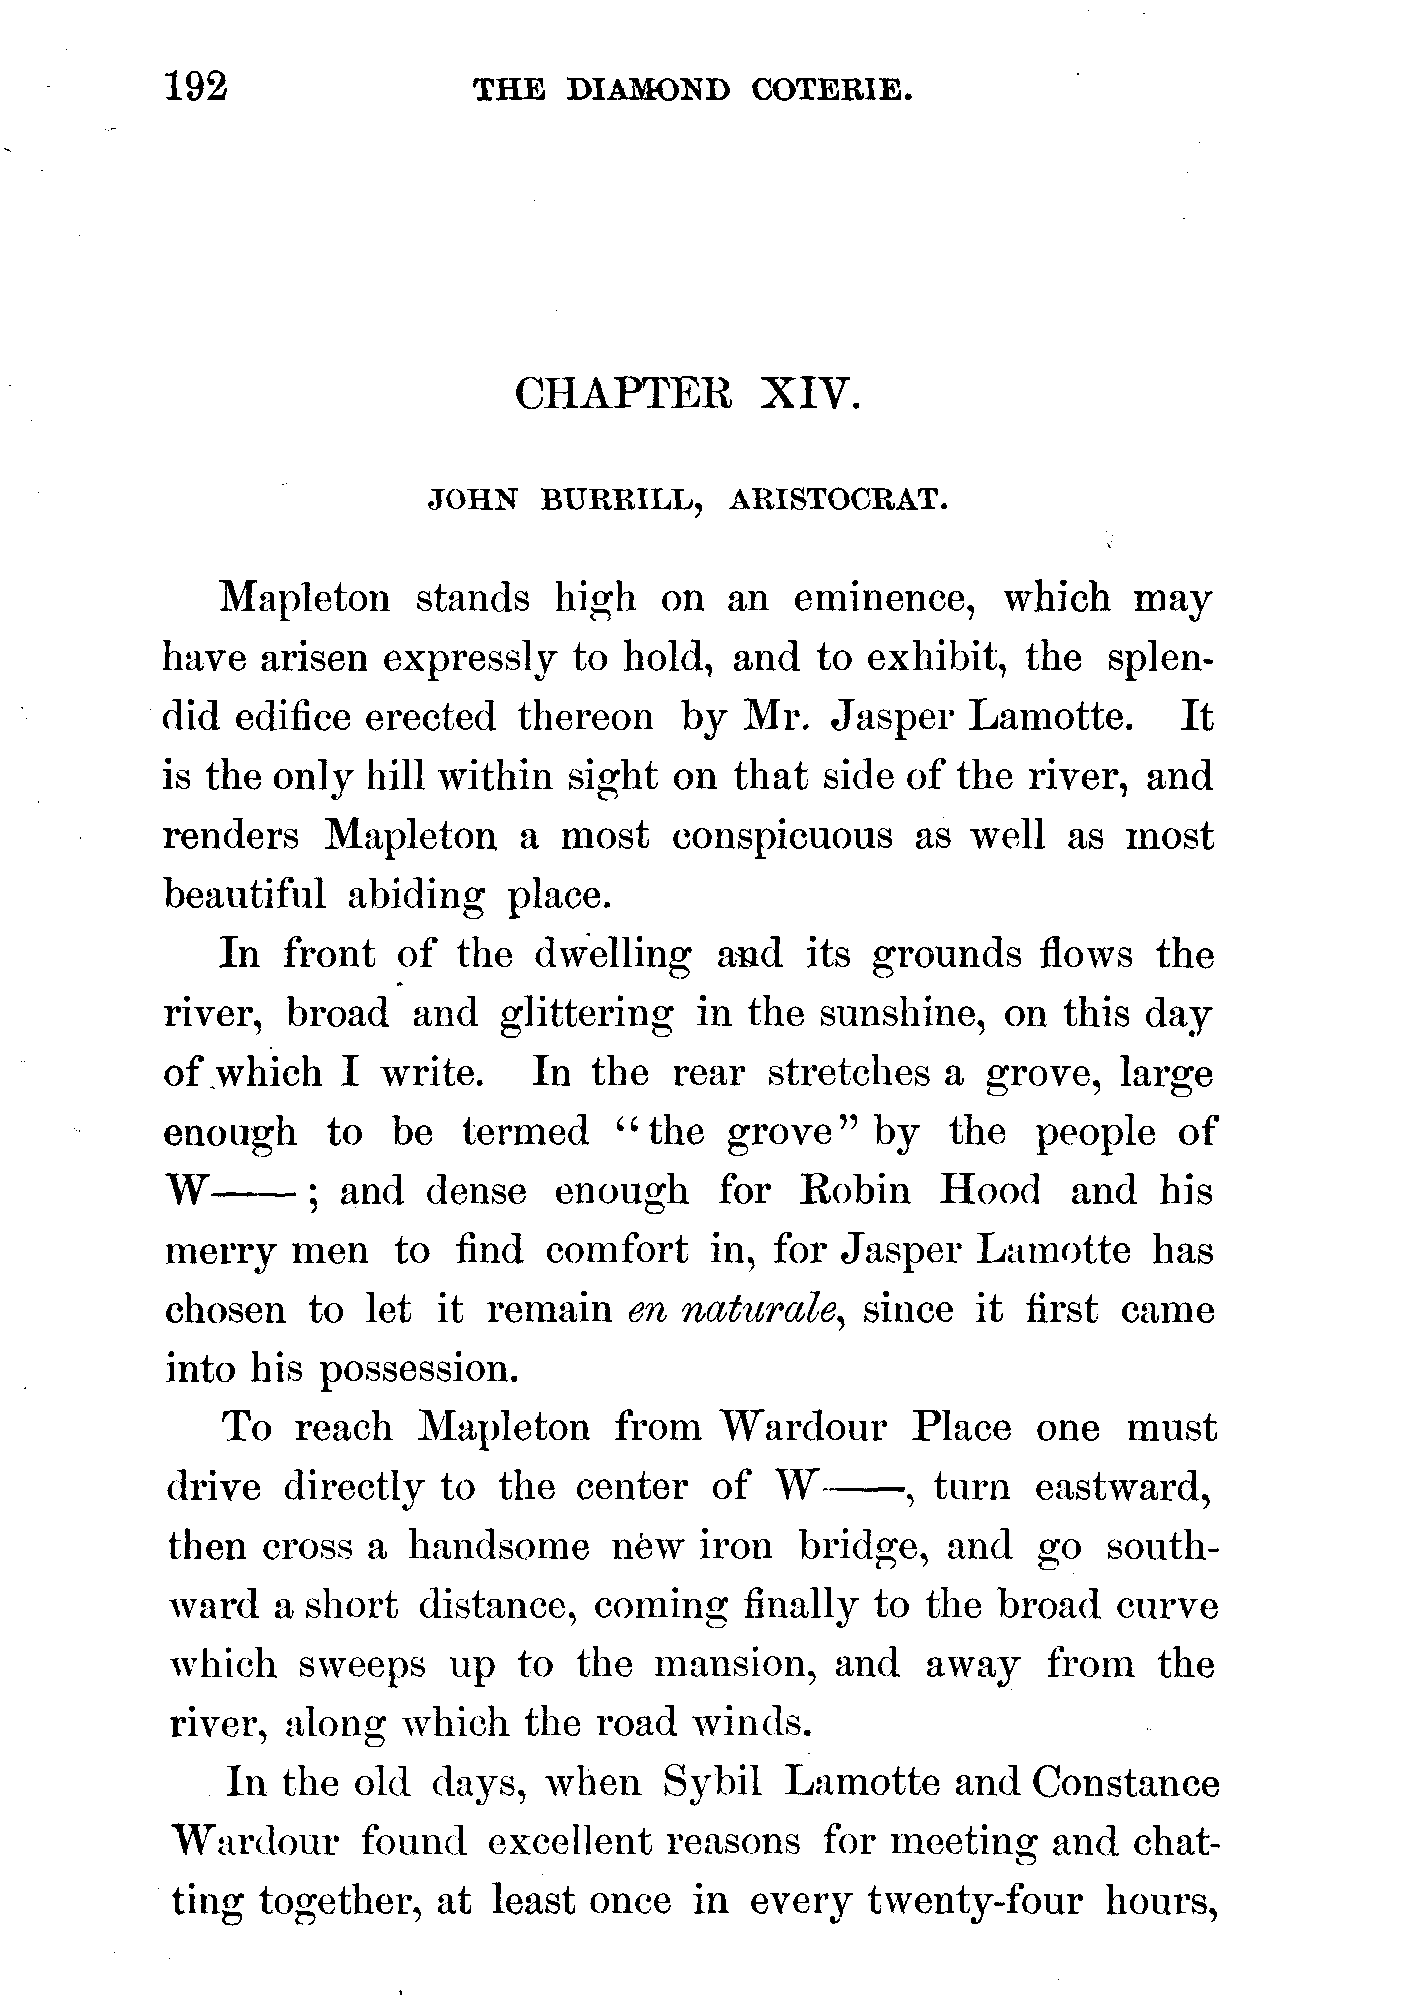 192 THE DIAMOND COTERIE.
CHAPTER XIV.
JOHN BURRILL, ARISTOCRAT.
Mapleton stands high on an eminence, which may
have arisen expressly to hold, and to exhibit, the splen-
did edifice erected thereon by Mr. Jasper Lamotte. It
is the only hill within sight on that side of the river, and
renders Mapleton a most conspicuous as well as most
beautiful abiding place.
In front of the dwelling and its grounds flows the
river, broad and glittering in the sunshine, on this day
of which I write. In the rear stretches a grove, large
enough to be termed “the grove” by the people of
W——; and dense enough for Robin Hood and his
merry men to find comfort in, for Jasper Lamotte has
chosen to let it remain en naturale, since it first came
into his possession.
To reach Mapleton from Wardour Place one must
drive directly to the center of W——, turn eastward,
then cross a handsome new iron bridge, and go south-
ward a short distance, coming finally to the broad curve
which sweeps up to the mansion, and away from the
river, along which the road winds.
In the old days, when Sybil Lamotte and Constance
Wardour found excellent reasons for meeting and chat-
ting together, at least once in every twenty-four hours,